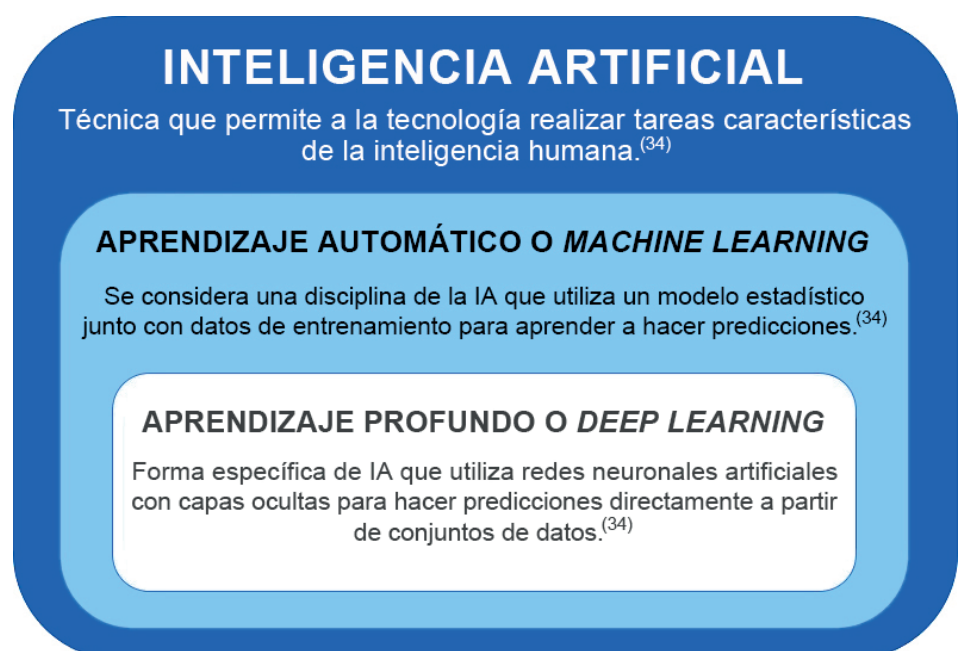 INTELIGENCIA ARTIFICIAL
Técnica que permite a la tecnología realizar tareas características
de la inteligencia humana.(34)
APRENDIZAJE AUTOMÁTICO O MACHINE LEARNING
Se considera una disciplina de la IA que utiliza un modelo estadístico
junto con datos de entrenamiento para aprender a hacer predicciones.(34)
APRENDIZAJE PROFUNDO O DEEP LEARNING
Forma específica de IA que utiliza redes neuronales artificiales
con capas ocultas para hacer predicciones directamente a partir
de conjuntos de datos.(34)